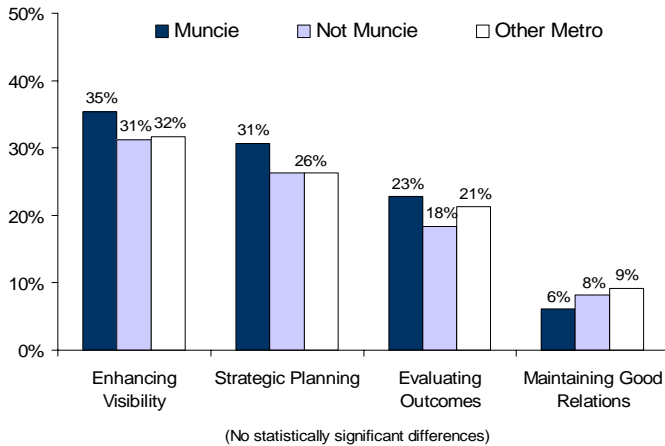 50%
Muncie Not Muncie Other Metro
40%
35%
31%
32%
31%
30%
26%
23%
21%
20%
18%
10%
9%
8%
6%
0%
Enhancing Visibility
Strategic Planning
Evaluating Outcomes
Maintaining Good Relations
(No statistically significant differences)